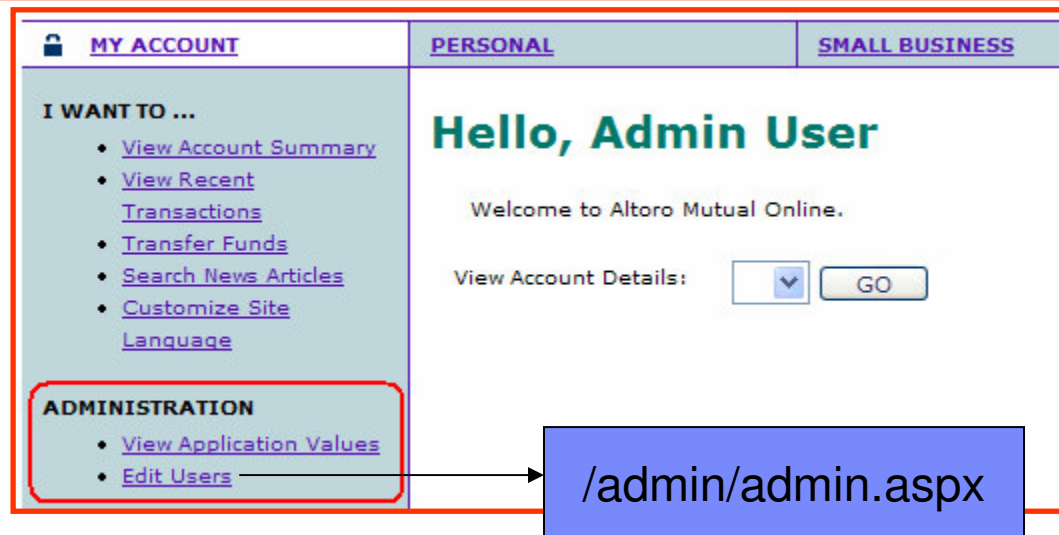 MY ACCOUNT
PERSONAL
SMALL BUSINESS
I WANT TO ...
• View Account Summary
• View Recent
Transactions
• Transfer Funds
• Search News Articles
• Customize Site
Language
ADMINISTRATION
• View Application Values
• Edit Users
Hello, Admin User
Welcome to Altoro Mutual Online.
View Account Details:
GO
/admin/admin.aspx